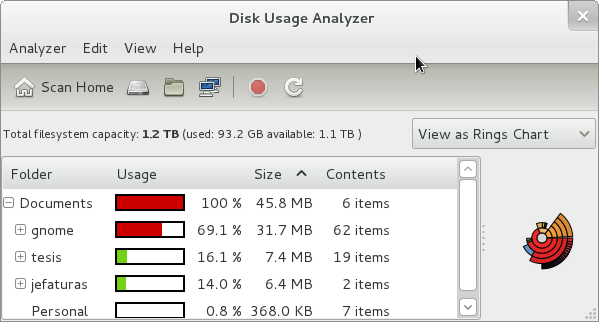 Disk Usage Analyzer
Analyzer Edit View Help
Scan Home
Total filesystem capacity: 1.2 TB (used: 93.2 GB available: 1.1 TB )
View as Rings Chart
Folder Usage Size Contents
Documents 100 % 45.8 MB 6 items
gnome 69.1 % 31.7 MB 62 items
tesis 16.1 % 7.4 MB 19 items
jefaturas 14.0 % 6.4 MB 2 items
Personal 0.8 % 368.0 KB 7 items